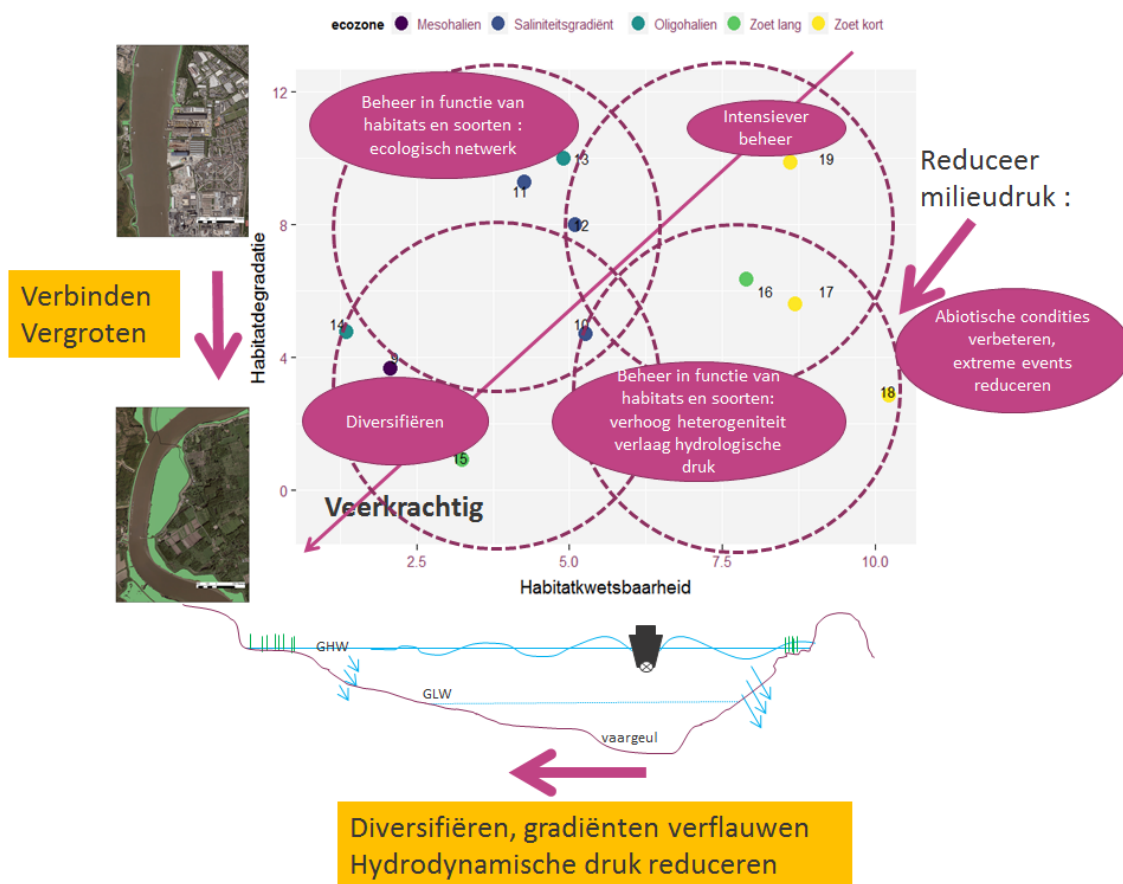 ecozone Mesohalien Saliniteitsgradiënt Oligohalien Zoet lang Zoet kort
Habitatdegradatie
12
8
4
0
Beheer in functie van
habitats en soorten :
ecologisch netwerk
Intensiever
beheer
13
11
12
19
16
17
14
10
9
18
15
Reduceer
milieudruk :
Abiotische condities
verbeteren,
extreme events
reduceren
Verbinden
Vergroten
Diversifiëren
Beheer in functie van
habitats en soorten:
verhoog heterogeniteit
verlaag hydrologische
druk
Veerkrachtig
2.5 5.0 7.5 10.0
Habitatkwetsbaarheid
GHW
GLW
vaargeul
Diversifiëren, gradiënten verflauwen
Hydrodynamische druk reduceren